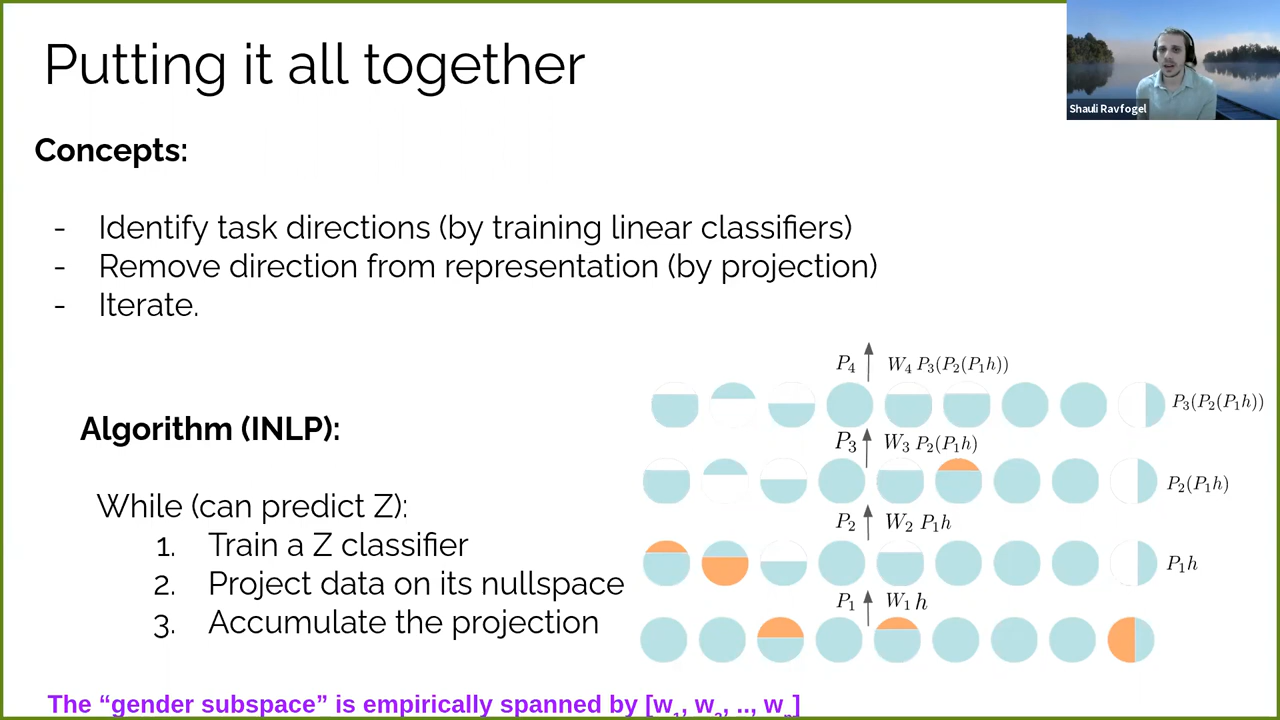 Putting it all together
Shauli Ravfogel
Concepts:
- Identify task directions (by training linear classifiers)
- Remove direction from representation (by projection)
- Iterate.
Algorithm (INLP):
While (can predict Z):
1. Train a Z classifier
2. Project data on its nullspace
3. Accumulate the projection
P₄ W₄ P₃(P₂(P₁h))
P₃(P₂(P₁h))
P₃ W₃ P₂(P₁h)
P₂(P₁h)
P₂ W₂ P₁h
P₁h
P₁ W₁ h
The “gender subspace” is empirically spanned by [w₁, w₂, .., wₙ]